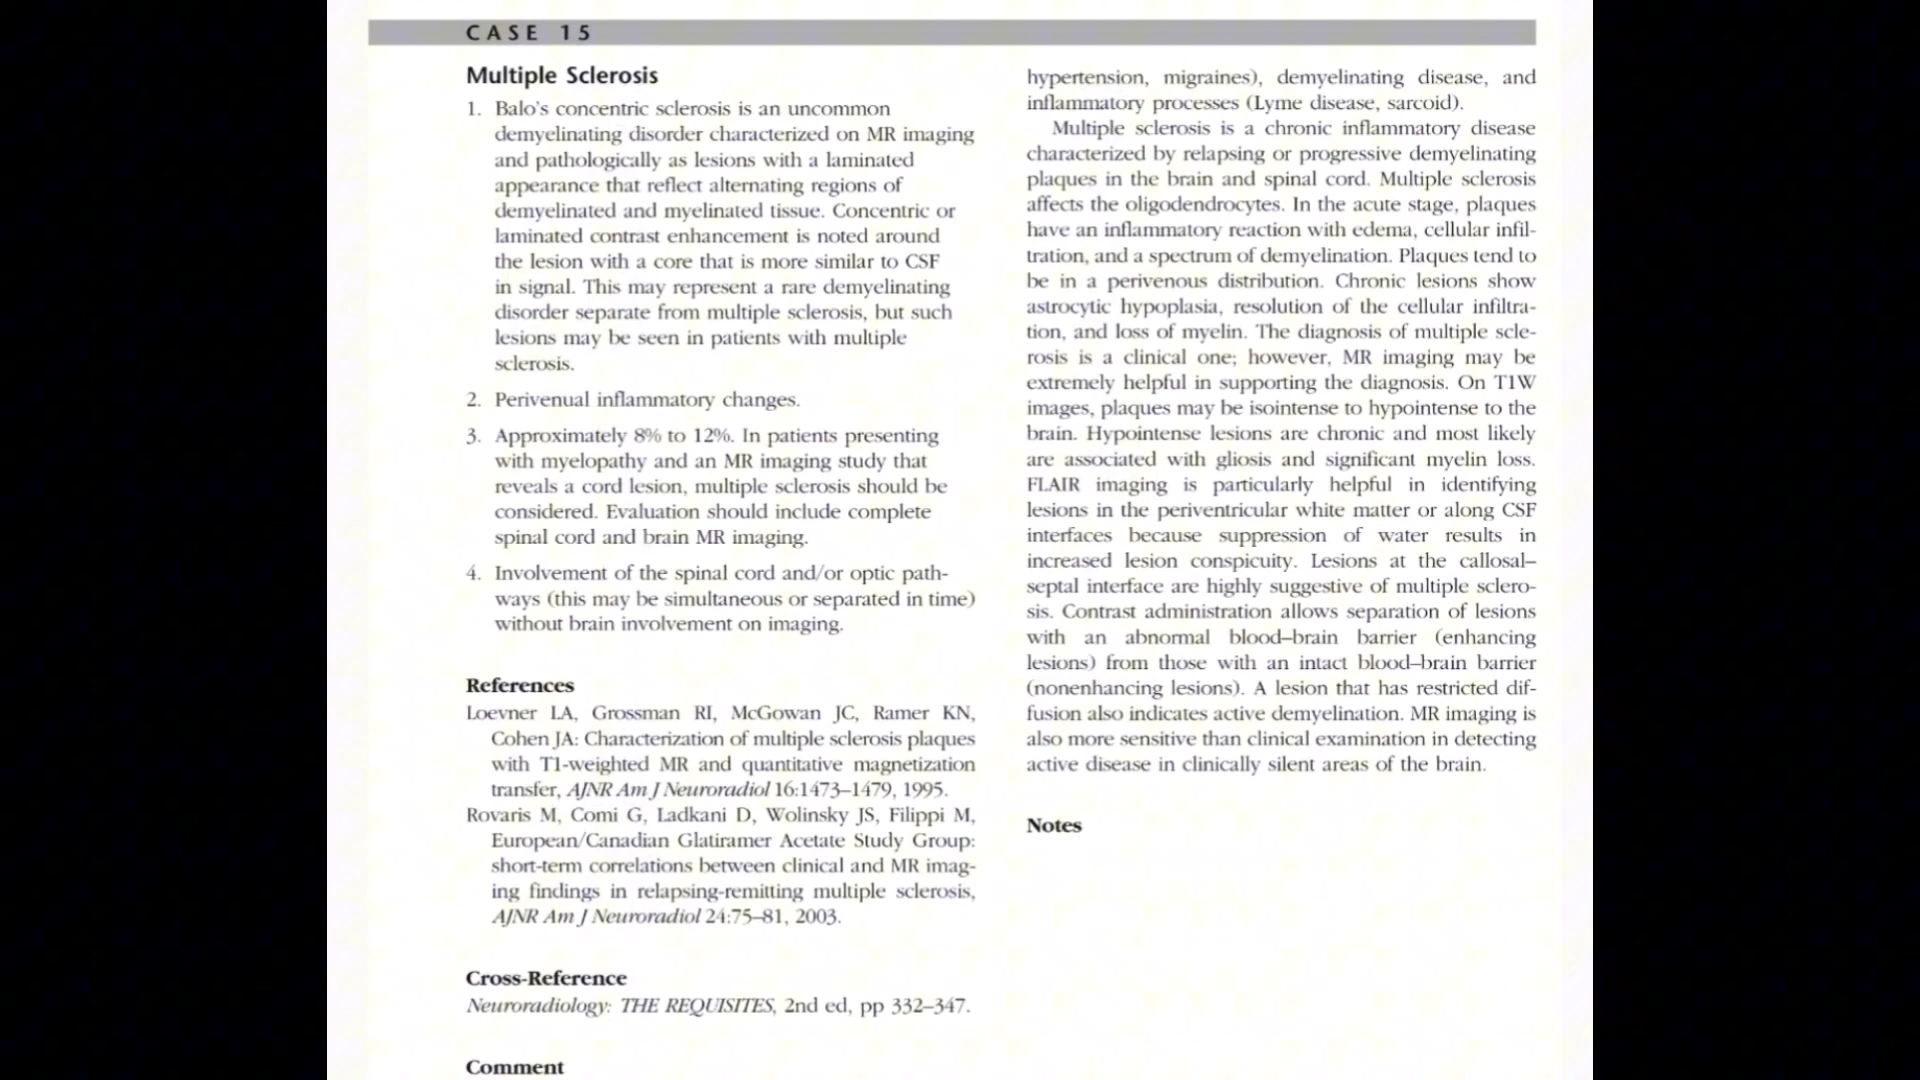 CASE 15
Multiple Sclerosis
1. Balo's concentric sclerosis is an uncommon
demyelinating disorder characterized on MR imaging
and pathologically as lesions with a laminated
appearance that reflect alternating regions of
demyelinated and myelinated tissue. Concentric or
laminated contrast enhancement is noted around
the lesion with a core that is more similar to CSF
in signal. This may represent a rare demyelinating
disorder separate from multiple sclerosis, but such
lesions may be seen in patients with multiple
sclerosis.
2. Perivenual inflammatory changes.
3. Approximately 8% to 12%. In patients presenting
with myelopathy and an MR imaging study that
reveals a cord lesion, multiple sclerosis should be
considered. Evaluation should include complete
spinal cord and brain MR imaging.
4. Involvement of the spinal cord and/or optic path-
ways (this may be simultaneous or separated in time)
without brain involvement on imaging.
References
Loevner LA, Grossman RI, McGowan JC, Ramer KN,
Cohen JA: Characterization of multiple sclerosis plaques
with T1-weighted MR and quantitative magnetization
transfer, AJNR Am J Neuroradiol 16:1473–1479, 1995.
Rovaris M, Comi G, Ladkani D, Wolinsky JS, Filippi M,
European/Canadian Glatiramer Acetate Study Group:
short-term correlations between clinical and MR imag-
ing findings in relapsing-remitting multiple sclerosis,
AJNR Am J Neuroradiol 24:75–81, 2003.
Cross-Reference
Neuroradiology: THE REQUISITES, 2nd ed, pp 332–347.
Comment
hypertension, migraines), demyelinating disease, and
inflammatory processes (Lyme disease, sarcoid).
Multiple sclerosis is a chronic inflammatory disease
characterized by relapsing or progressive demyelinating
plaques in the brain and spinal cord. Multiple sclerosis
affects the oligodendrocytes. In the acute stage, plaques
have an inflammatory reaction with edema, cellular infil-
tration, and a spectrum of demyelination. Plaques tend to
be in a perivenous distribution. Chronic lesions show
astrocytic hypoplasia, resolution of the cellular infiltra-
tion, and loss of myelin. The diagnosis of multiple scle-
rosis is a clinical one; however, MR imaging may be
extremely helpful in supporting the diagnosis. On T1W
images, plaques may be isointense to hypointense to the
brain. Hypointense lesions are chronic and most likely
are associated with gliosis and significant myelin loss.
FLAIR imaging is particularly helpful in identifying
lesions in the periventricular white matter or along CSF
interfaces because suppression of water results in
increased lesion conspicuity. Lesions at the callosal–
septal interface are highly suggestive of multiple sclero-
sis. Contrast administration allows separation of lesions
with an abnormal blood–brain barrier (enhancing
lesions) from those with an intact blood–brain barrier
(nonenhancing lesions). A lesion that has restricted dif-
fusion also indicates active demyelination. MR imaging is
also more sensitive than clinical examination in detecting
active disease in clinically silent areas of the brain.
Notes